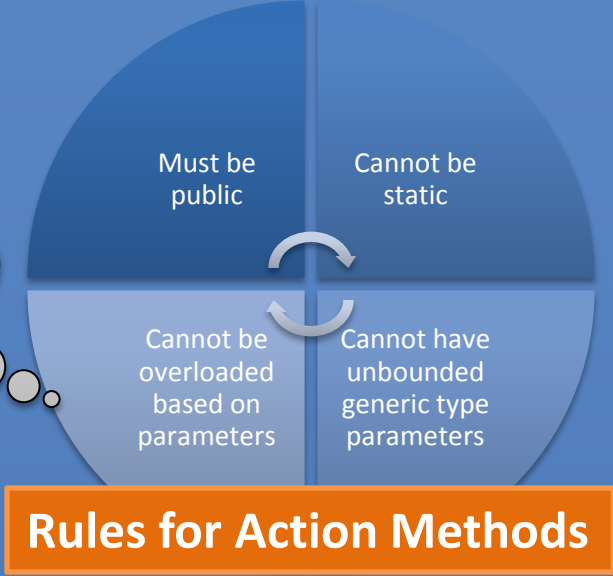 Must be
public
Cannot be
static
Cannot be
overloaded
based on
parameters
Cannot have
unbounded
generic type
parameters
Rules for Action Methods